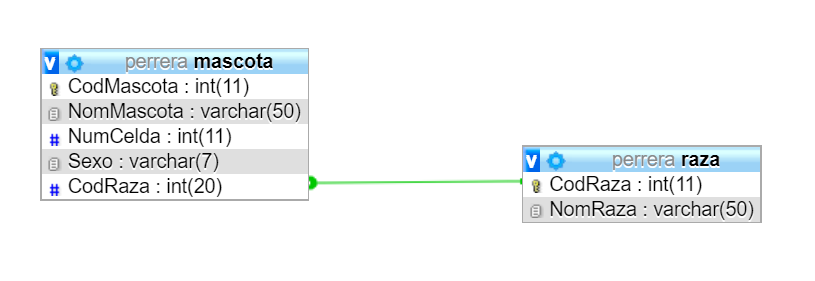 V perrera mascota
CodMascota : int(11)
NomMascota : varchar(50)
# NumCelda : int(11)
Sexo : varchar(7)
# CodRaza : int(20)
V perrera raza
CodRaza : int(11)
NomRaza : varchar(50)